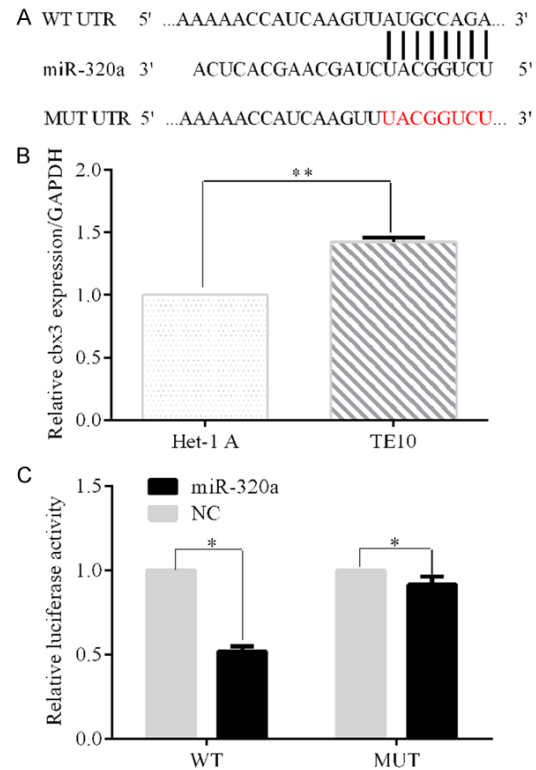 A
WT UTR 5' ...AAAAACCAUCAAGUUAUGCCAGA... 3'
miR-320a 3' ACUCACGAACGAUCUACGGUCU 5'
MUT UTR 5' ...AAAAACCAUCAAGUUUACGGUCU... 3'
B
Relative cbx3 expression/GAPDH
2.0
1.5
1.0
0.5
0.0
**
Het-1 A
TE10
C
Relative luciferase activity
1.5
1.0
0.5
0.0
miR-320a
NC
*
*
WT
MUT